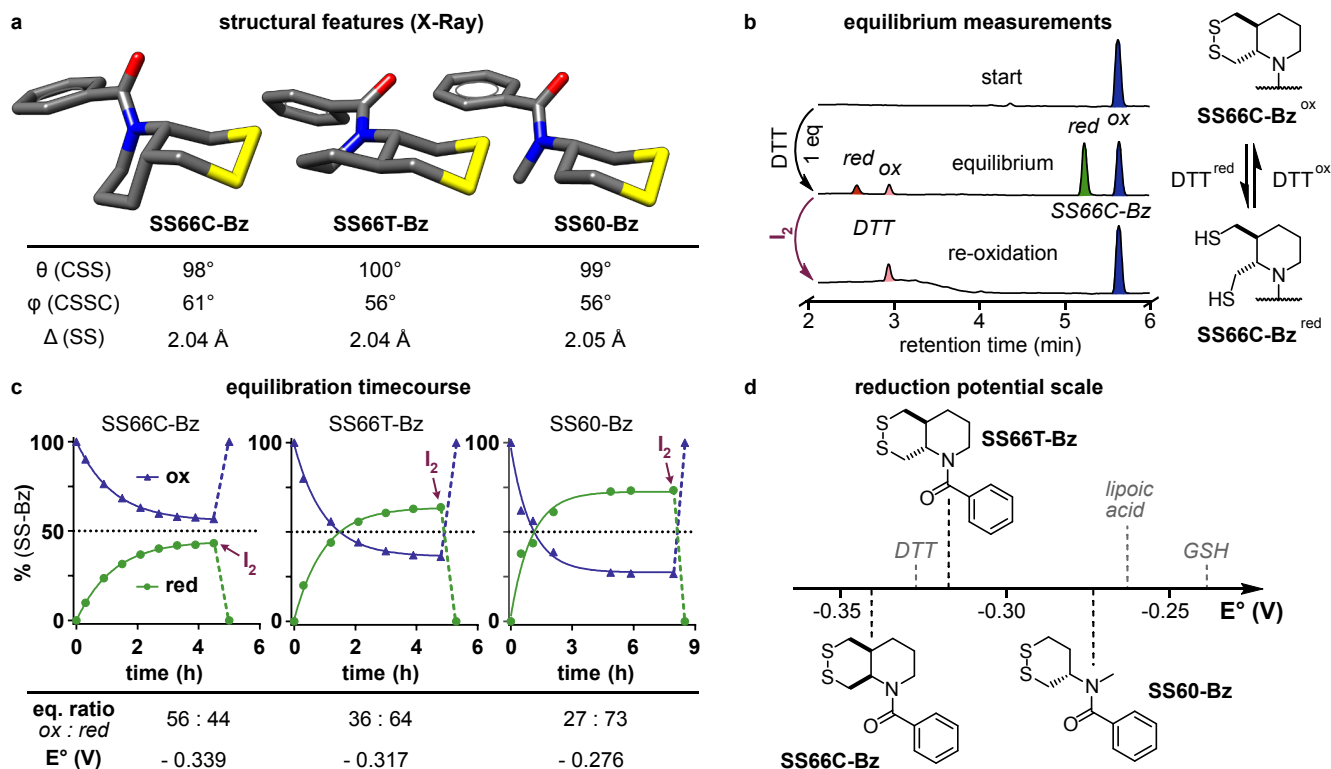 a structural features (X-Ray)
SS66C-Bz SS66T-Bz SS60-Bz
θ (CSS) 98° 100° 99°
φ (CSSC) 61° 56° 56°
Δ (SS) 2.04 Å 2.04 Å 2.05 Å
b equilibrium measurements
start
ox
red
DTT
1 eq
equilibrium
red
ox
SS66C-Bz
DTT
I2
re-oxidation
2 3 4 5 6
retention time (min)
S
S
N
SS66C-Bz ox
DTT red DTT ox
HS
N
HS
SS66C-Bz red
c equilibration timecourse
SS66C-Bz SS66T-Bz SS60-Bz
% (SS-Bz)
100
50
0
ox
red
I2
0 2 4 6
time (h)
100
0
I2
0 2 4 6
time (h)
100
0
I2
0 3 6 9
time (h)
eq. ratio
ox : red
56 : 44 36 : 64 27 : 73
E° (V) - 0.339 - 0.317 - 0.276
d reduction potential scale
S
S
N
O
SS66T-Bz
DTT
lipoic
acid
GSH
-0.35 -0.30 -0.25 E° (V)
S
S
N
O
SS66C-Bz
S
S
N
O
SS60-Bz